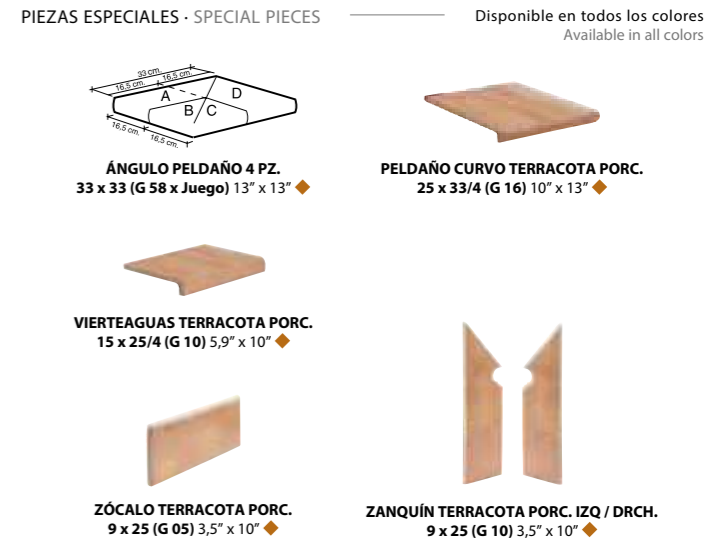 PIEZAS ESPECIALES · SPECIAL PIECES
Disponible en todos los colores
Available in all colors
33 cm.
16,5 cm.
16,5 cm.
A
D
B
C
16,5 cm.
16,5 cm.
ÁNGULO PELDAÑO 4 PZ.
33 x 33 (G 58 x Juego) 13” x 13”
PELDAÑO CURVO TERRACOTA PORC.
25 x 33/4 (G 16) 10” x 13”
VIERTEAGUAS TERRACOTA PORC.
15 x 25/4 (G 10) 5,9” x 10”
ZÓCALO TERRACOTA PORC.
9 x 25 (G 05) 3,5” x 10”
ZANQUÍN TERRACOTA PORC. IZQ / DRCH.
9 x 25 (G 10) 3,5” x 10”